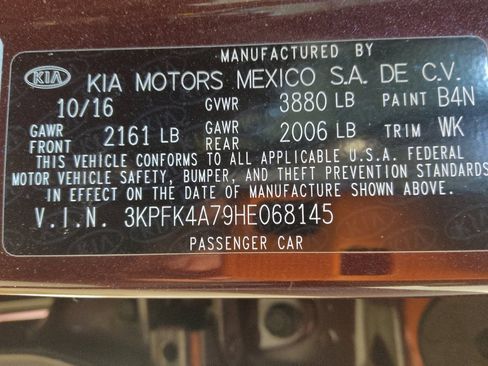 MANUFACTURED BY
KIA KIA MOTORS MEXICO S.A. DE C.V.
10/16 GVWR 3880 LB PAINT B4N
GAWR FRONT 2161 LB GAWR REAR 2006 LB TRIM WK
THIS VEHICLE CONFORMS TO ALL APPLICABLE U.S.A. FEDERAL
MOTOR VEHICLE SAFETY, BUMPER, AND THEFT PREVENTION STANDARDS
IN EFFECT ON THE DATE OF MANUFACTURE SHOWN ABOVE.
V.I.N. 3KPFK4A79HE068145
PASSENGER CAR